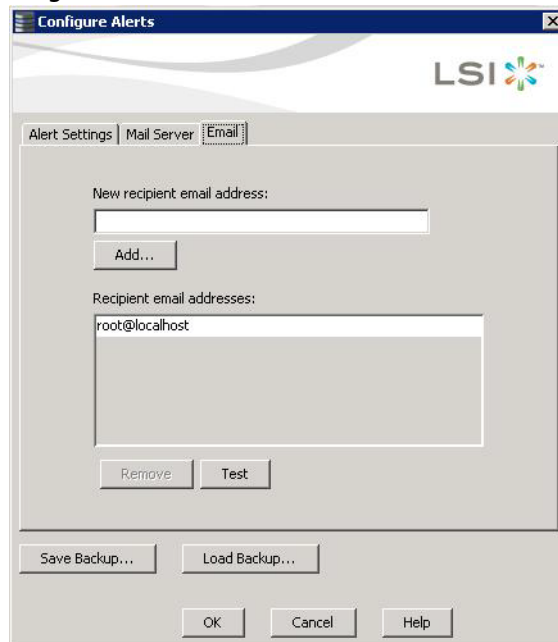 Configure Alerts
LSI
Alert Settings Mail Server Email
New recipient email address:
Add...
Recipient email addresses:
root@localhost
Remove Test
Save Backup... Load Backup...
OK Cancel Help